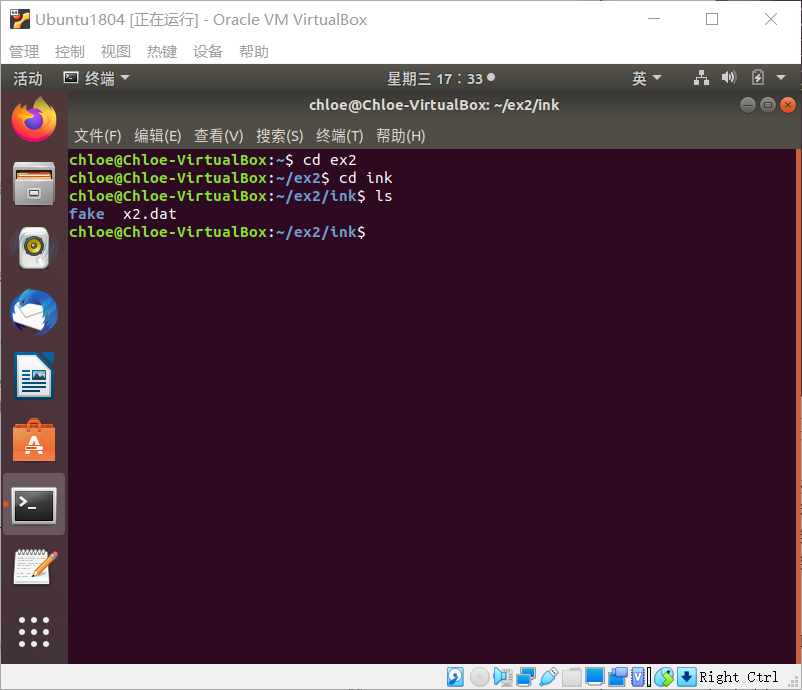 Ubuntu1804 [正在运行] - Oracle VM VirtualBox
管理 控制 视图 热键 设备 帮助
活动 终端 星期三 17：33 英
chloe@Chloe-VirtualBox: ~/ex2/ink
文件(F) 编辑(E) 查看(V) 搜索(S) 终端(T) 帮助(H)
chloe@Chloe-VirtualBox:~$ cd ex2
chloe@Chloe-VirtualBox:~/ex2$ cd ink
chloe@Chloe-VirtualBox:~/ex2/ink$ ls
fake x2.dat
chloe@Chloe-VirtualBox:~/ex2/ink$
Right Ctrl